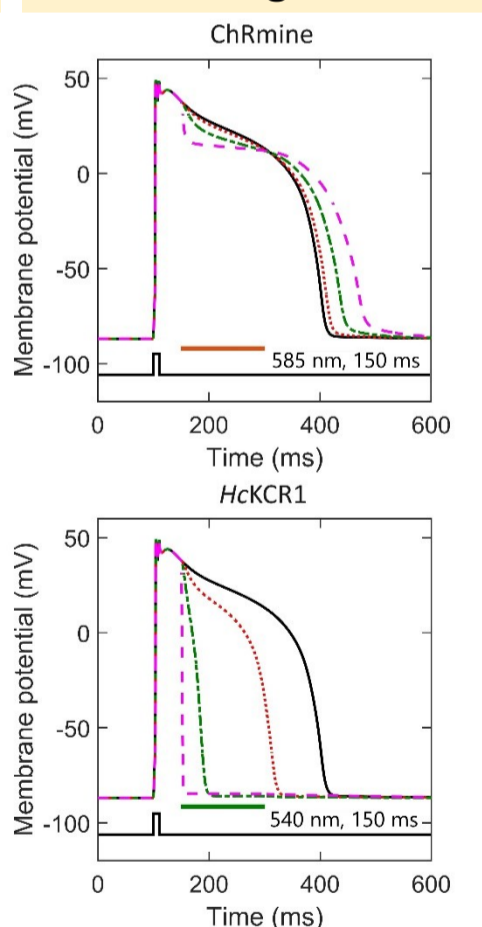 ChRmine
Membrane potential (mV)
50
0
-50
-100
585 nm, 150 ms
0 200 400 600
Time (ms)
HcKCR1
Membrane potential (mV)
50
0
-50
-100
540 nm, 150 ms
0 200 400 600
Time (ms)